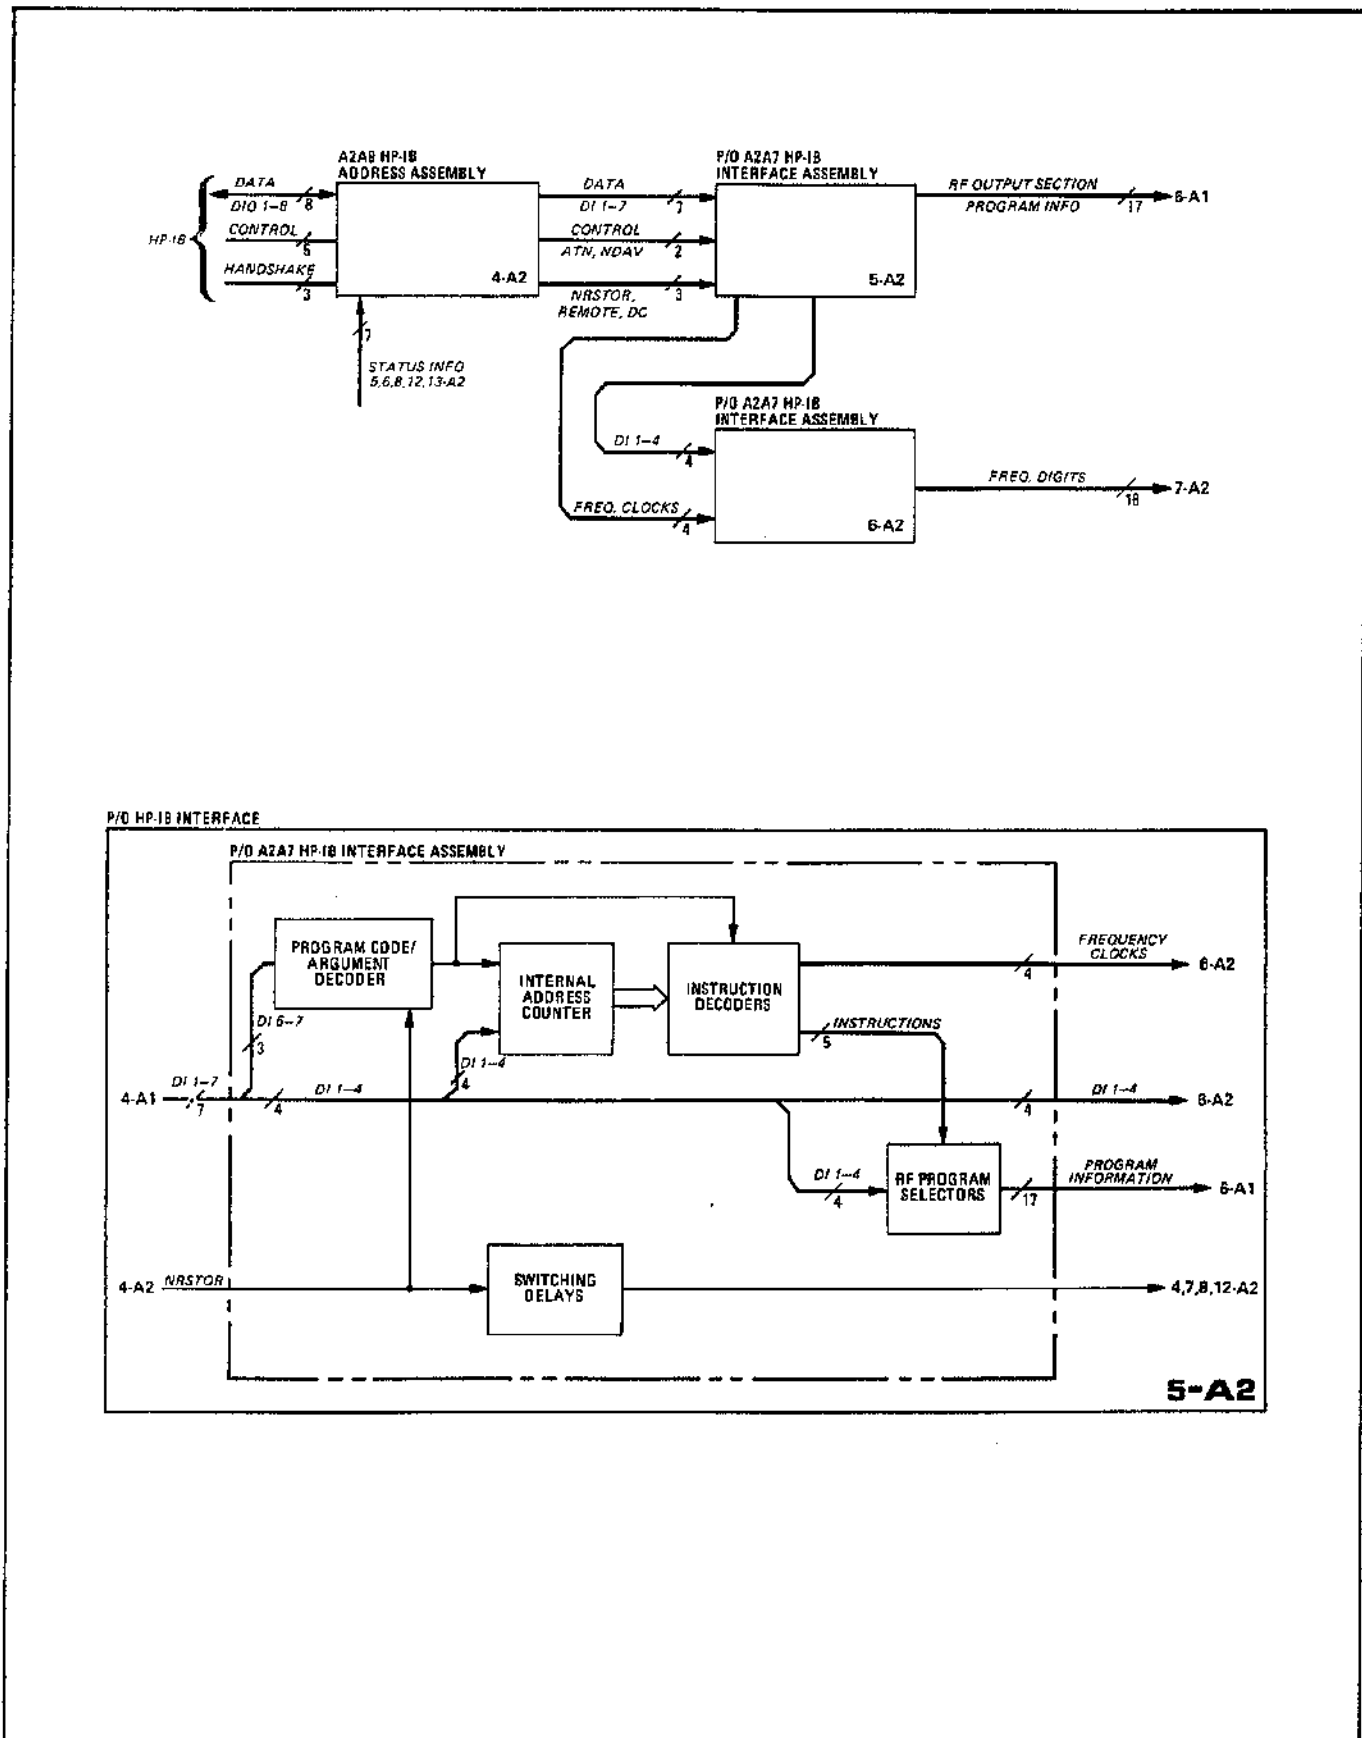 A2A8 HP-IB
ADDRESS ASSEMBLY
P/O A2A7 HP-IB
INTERFACE ASSEMBLY
HP-IB
DATA
DIO 1–8
8
CONTROL
5
HANDSHAKE
3
4-A2
7
STATUS INFO
5,6,8,12,13-A2
DATA
DI 1–7
7
CONTROL
ATN, NDAV
2
NRSTOR,
REMOTE, DC
3
5-A2
RF OUTPUT SECTION
PROGRAM INFO
17
6-A1
P/O A2A7 HP-IB
INTERFACE ASSEMBLY
DI 1–4
4
FREQ. CLOCKS
4
6-A2
FREQ. DIGITS
18
7-A2
P/O HP-IB INTERFACE
P/O A2A7 HP-IB INTERFACE ASSEMBLY
PROGRAM CODE/
ARGUMENT
DECODER
INTERNAL
ADDRESS
COUNTER
INSTRUCTION
DECODERS
FREQUENCY
CLOCKS
4
6-A2
DI 5–7
3
DI 1–4
4
5
INSTRUCTIONS
4-A1
DI 1–7
7
4
DI 1–4
4
DI 1–4
6-A2
DI 1–4
4
RF PROGRAM
SELECTORS
17
PROGRAM
INFORMATION
6-A1
4-A2
NRSTOR
SWITCHING
DELAYS
4,7,8,12-A2
5-A2